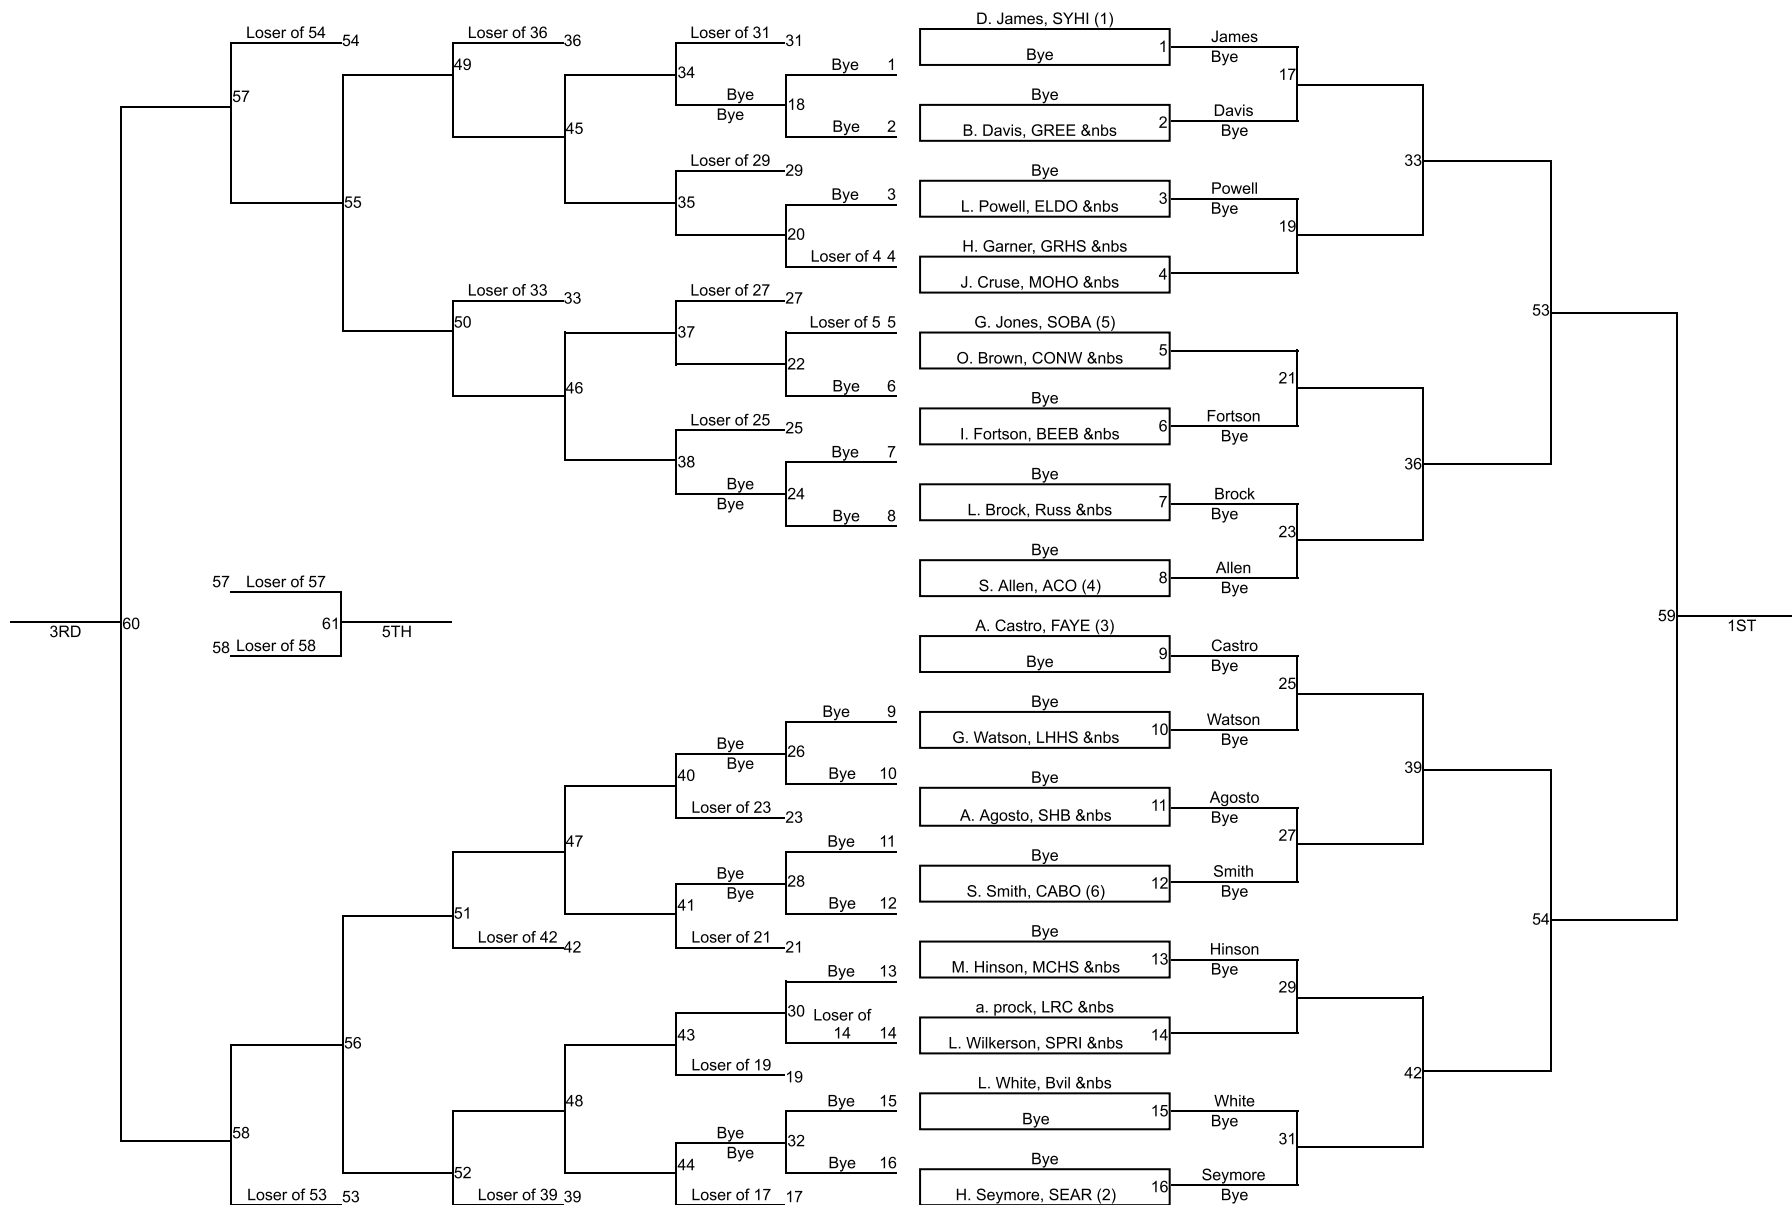 D. James, SYHI (1)
Loser of 54 54
Loser of 36 36
Loser of 31 31
1 James
Bye
Bye
49
34
Bye 1
17
57
Bye
Bye
18
Bye
Bye 2
45
B. Davis, GREE &nbs 2
Davis
Bye
Loser of 29 29
33
Bye
Bye 3
Powell
Bye
55
35
L. Powell, ELDO &nbs 3
20
19
H. Garner, GRHS &nbs
Loser of 4 4
J. Cruse, MOHO &nbs 4
Loser of 33 33
Loser of 27 27
53
50
37
Loser of 5 5
G. Jones, SOBA (5)
O. Brown, CONW &nbs 5
22
21
46
Bye 6
Bye
Fortson
Bye
Loser of 25 25
I. Fortson, BEEB &nbs 6
38
Bye 7
36
Bye
Bye
Bye
24
Brock
Bye
L. Brock, Russ &nbs 7
Bye 8
23
Bye
Allen
Bye
57 Loser of 57
S. Allen, ACO (4) 8
3RD 60
61 5TH
59 1ST
A. Castro, FAYE (3)
58 Loser of 58
Castro
Bye
Bye 9
25
Bye
Bye 9
Watson
Bye
G. Watson, LHHS &nbs 10
Bye
Bye
26
40
Bye 10
39
Bye
Loser of 23 23
Agosto
Bye
A. Agosto, SHB &nbs 11
47
Bye 11
27
Bye
Bye
Bye
28
Smith
Bye
S. Smith, CABO (6) 12
41
Bye 12
51
54
Loser of 42 42
Loser of 21 21
Bye
Hinson
Bye
M. Hinson, MCHS &nbs 13
Bye 13
29
30
Loser of
14 14
a. prock, LRC &nbs
43
L. Wilkerson, SPRI &nbs 14
56
Loser of 19 19
42
L. White, Bvil &nbs
48
Bye 15
White
Bye
Bye 15
58
Bye
Bye
32
31
44
Bye 16
Bye
52
Seymore
Bye
Loser of 53 53
Loser of 39 39
Loser of 17 17
H. Seymore, SEAR (2) 16